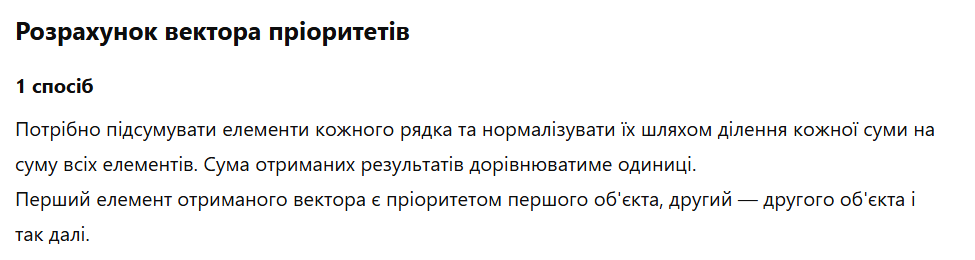 Розрахунок вектора пріоритетів
1 спосіб
Потрібно підсумувати елементи кожного рядка та нормалізувати їх шляхом ділення кожної суми на
суму всіх елементів. Сума отриманих результатів дорівнюватиме одиниці.
Перший елемент отриманого вектора є пріоритетом першого об'єкта, другий — другого об'єкта і
так далі.